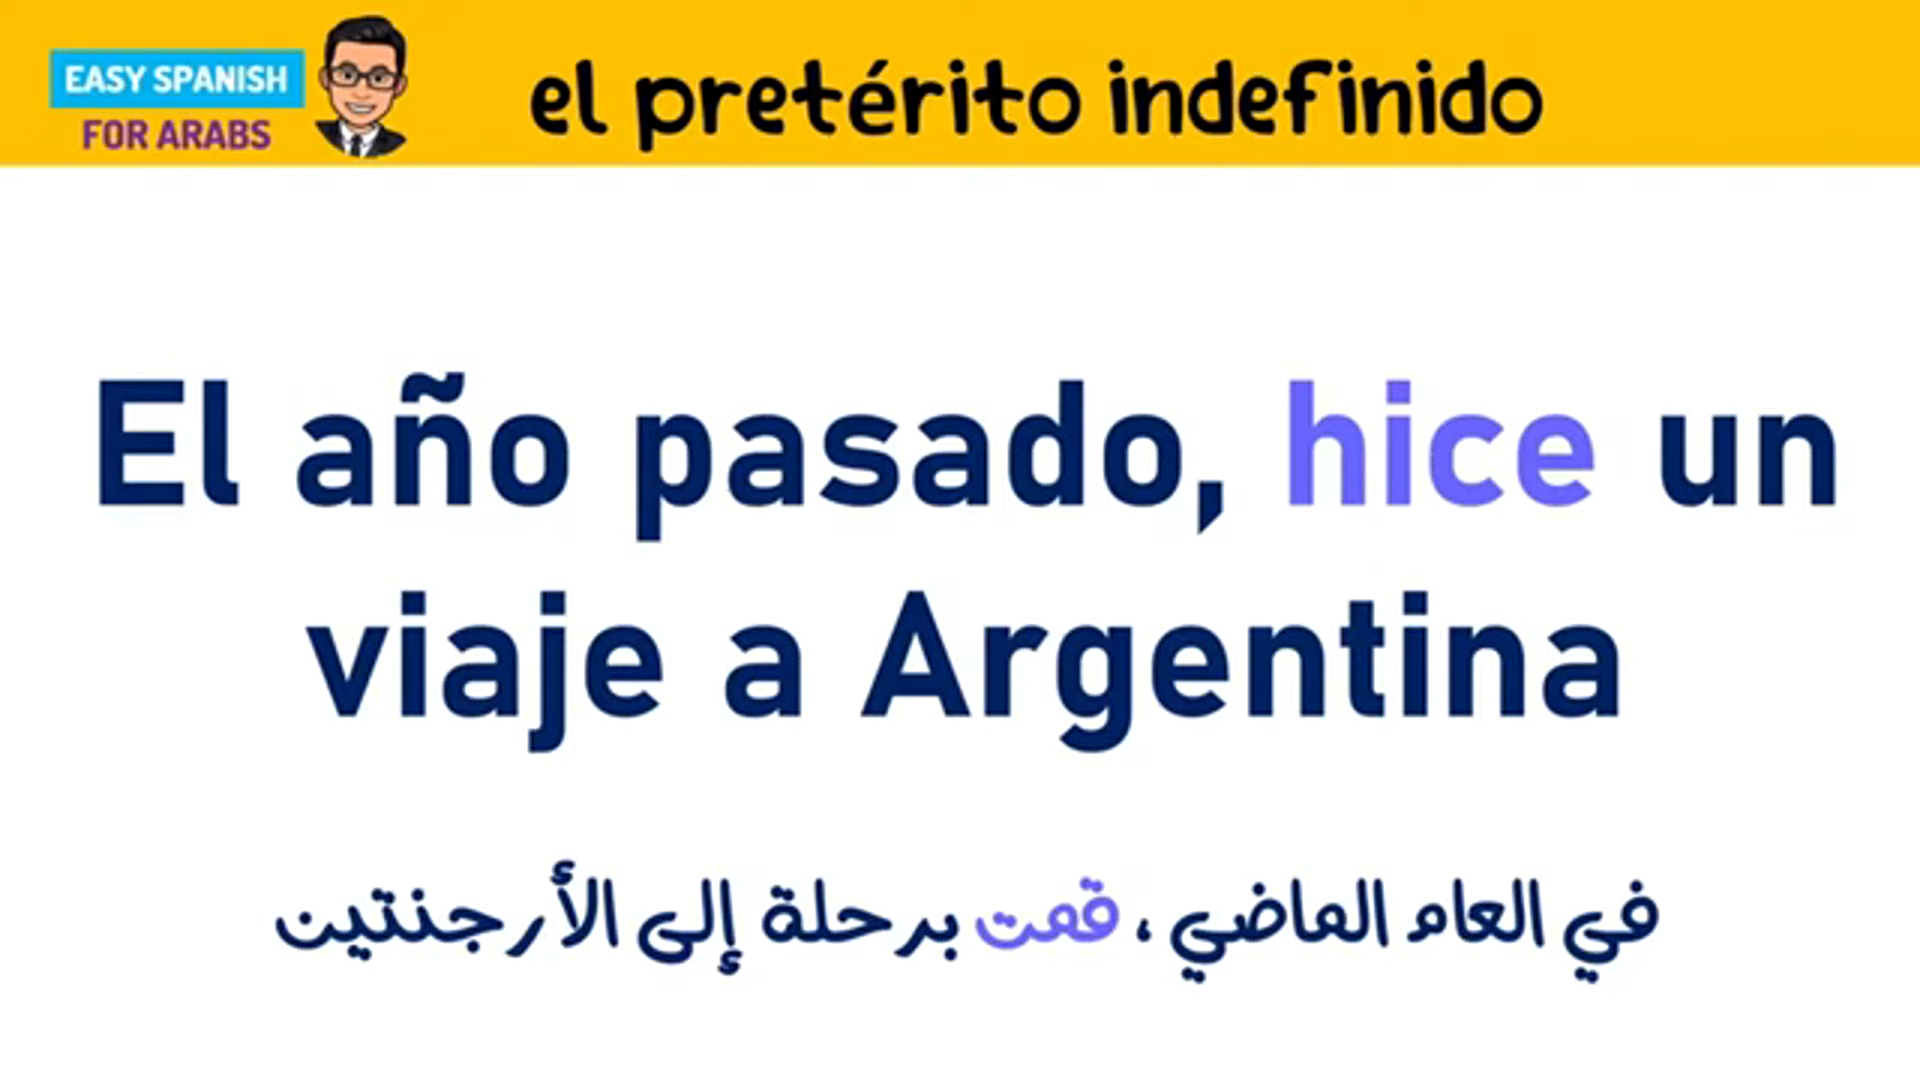 EASY SPANISH
FOR ARABS
el pretérito indefinido
El año pasado, hice un
viaje a Argentina
في العام الماضي ، قمت برحلة إلى الأرجنتين